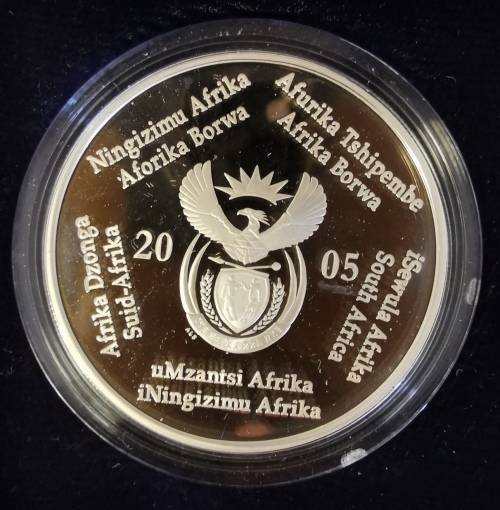 Ningizimu Afrika
Aforika Borwa
Afurika Tshipembe
Afrika Borwa
Afrika Dzonga
Suid-Afrika
20 05
iSewula Afrika
South Africa
uMzantsi Afrika
iNingizimu Afrika